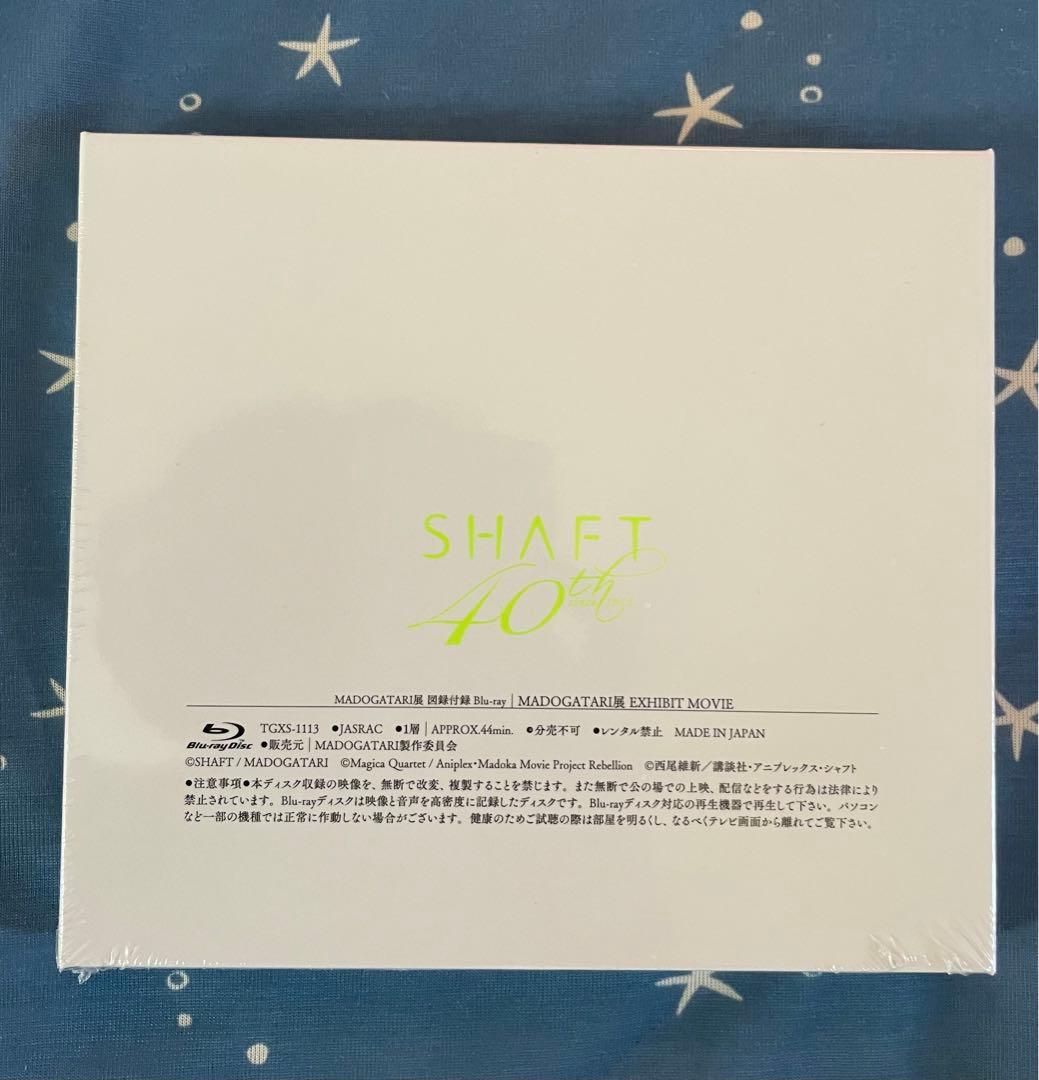 SHAFT
40th
MADOGATARI展 図録付録 Blu-ray | MADOGATARI展 EXHIBIT MOVIE
Blu-ray Disc TGXS-1113 ●JASRAC ●1層 | APPROX.44min. ●分売不可 ●レンタル禁止 MADE IN JAPAN
●販売元 | MADOGATARI製作委員会
©SHAFT / MADOGATARI ©Magica Quartet / Aniplex・Madoka Movie Project Rebellion ©西尾維新／講談社・アニプレックス・シャフト
●注意事項●本ディスク収録の映像を、無断で改変、複製することを禁じます。また無断で公の場での上映、配信などをする行為は法律により
禁止されています。Blu-rayディスクは映像と音声を高密度に記録したディスクです。Blu-rayディスク対応の再生機器で再生して下さい。パソコン
など一部の機種では正常に作動しない場合がございます。健康のためご試聴の際は部屋を明るくし、なるべくテレビ画面から離れてご覧下さい。